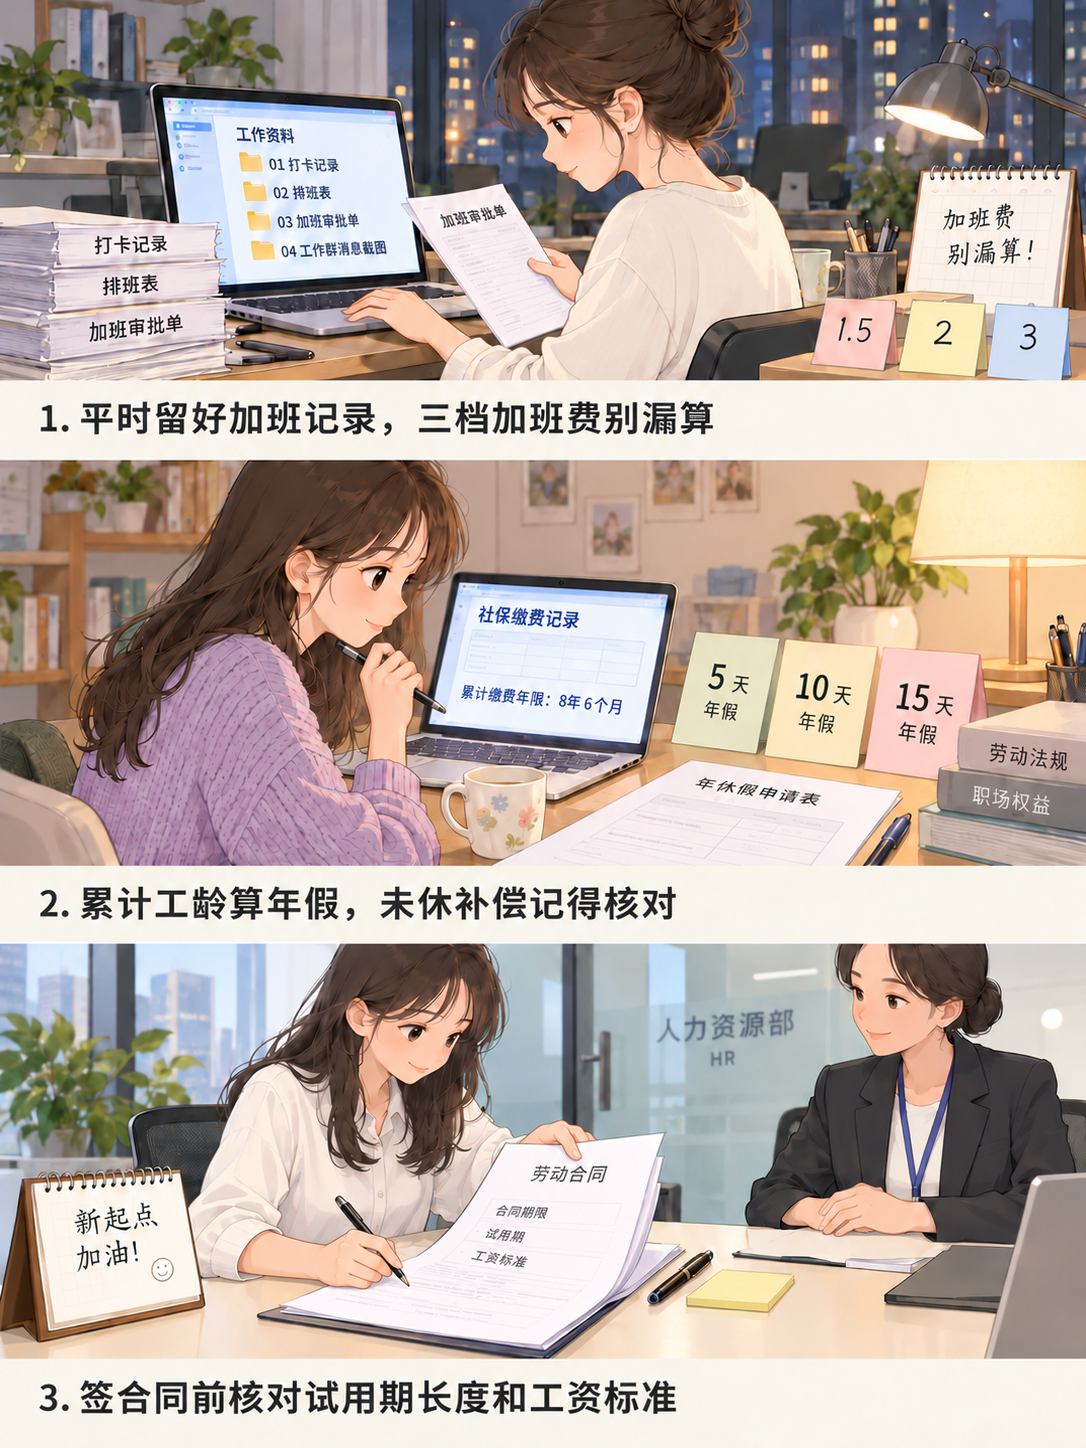 工作资料
01 打卡记录
02 排班表
03 加班审批单
04 工作群消息截图
打卡记录
排班表
加班审批单
加班审批单
加班费
别漏算!
1.5
2
3
1. 平时留好加班记录，三档加班费别漏算
社保缴费记录
累计缴费年限：8年6个月
5天
年假
10天
年假
15天
年假
年休假申请表
劳动法规
职场权益
2. 累计工龄算年假，未休补偿记得核对
人力资源部
HR
劳动合同
合同期限
试用期
工资标准
新起点
加油!
3. 签合同前核对试用期长度和工资标准